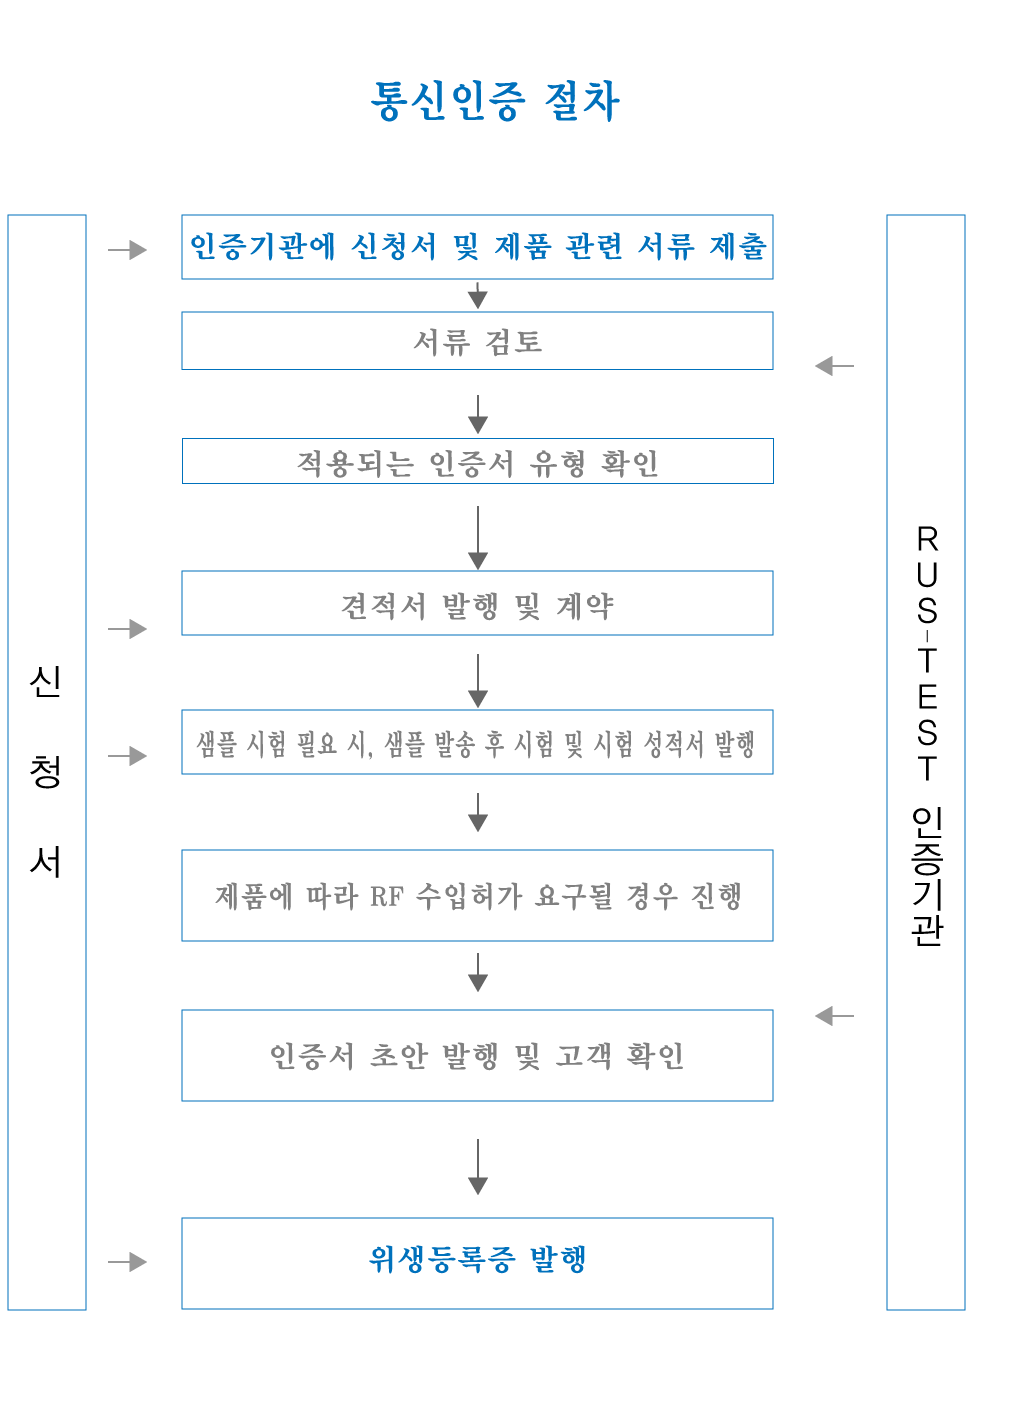 통신인증 절차
인증기관에 신청서 및 제품 관련 서류 제출
서류 검토
적용되는 인증서 유형 확인
견적서 발행 및 계약
샘플 시험 필요 시, 샘플 발송 후 시험 및 시험 성적서 발행
제품에 따라 RF 수입허가 요구될 경우 진행
인증서 초안 발행 및 고객 확인
위생등록증 발행
신청서
RUS-TEST 인증기관